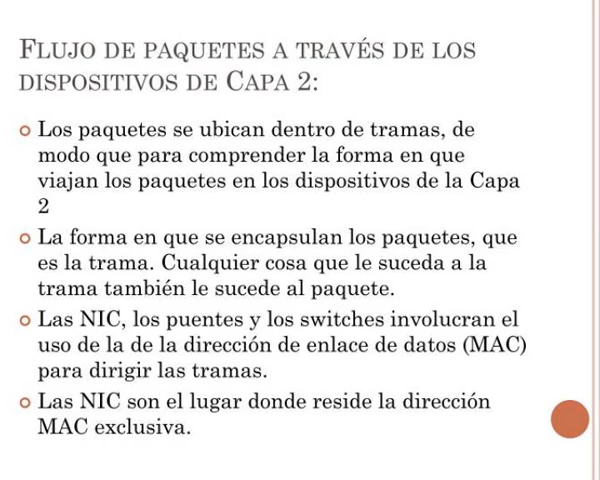 FLUJO DE PAQUETES A TRAVÉS DE LOS
DISPOSITIVOS DE CAPA 2:
Los paquetes se ubican dentro de tramas, de
modo que para comprender la forma en que
viajan los paquetes en los dispositivos de la Capa
2
La forma en que se encapsulan los paquetes, que
es la trama. Cualquier cosa que le suceda a la
trama también le sucede al paquete.
Las NIC, los puentes y los switches involucran el
uso de la de la dirección de enlace de datos (MAC)
para dirigir las tramas.
Las NIC son el lugar donde reside la dirección
MAC exclusiva.